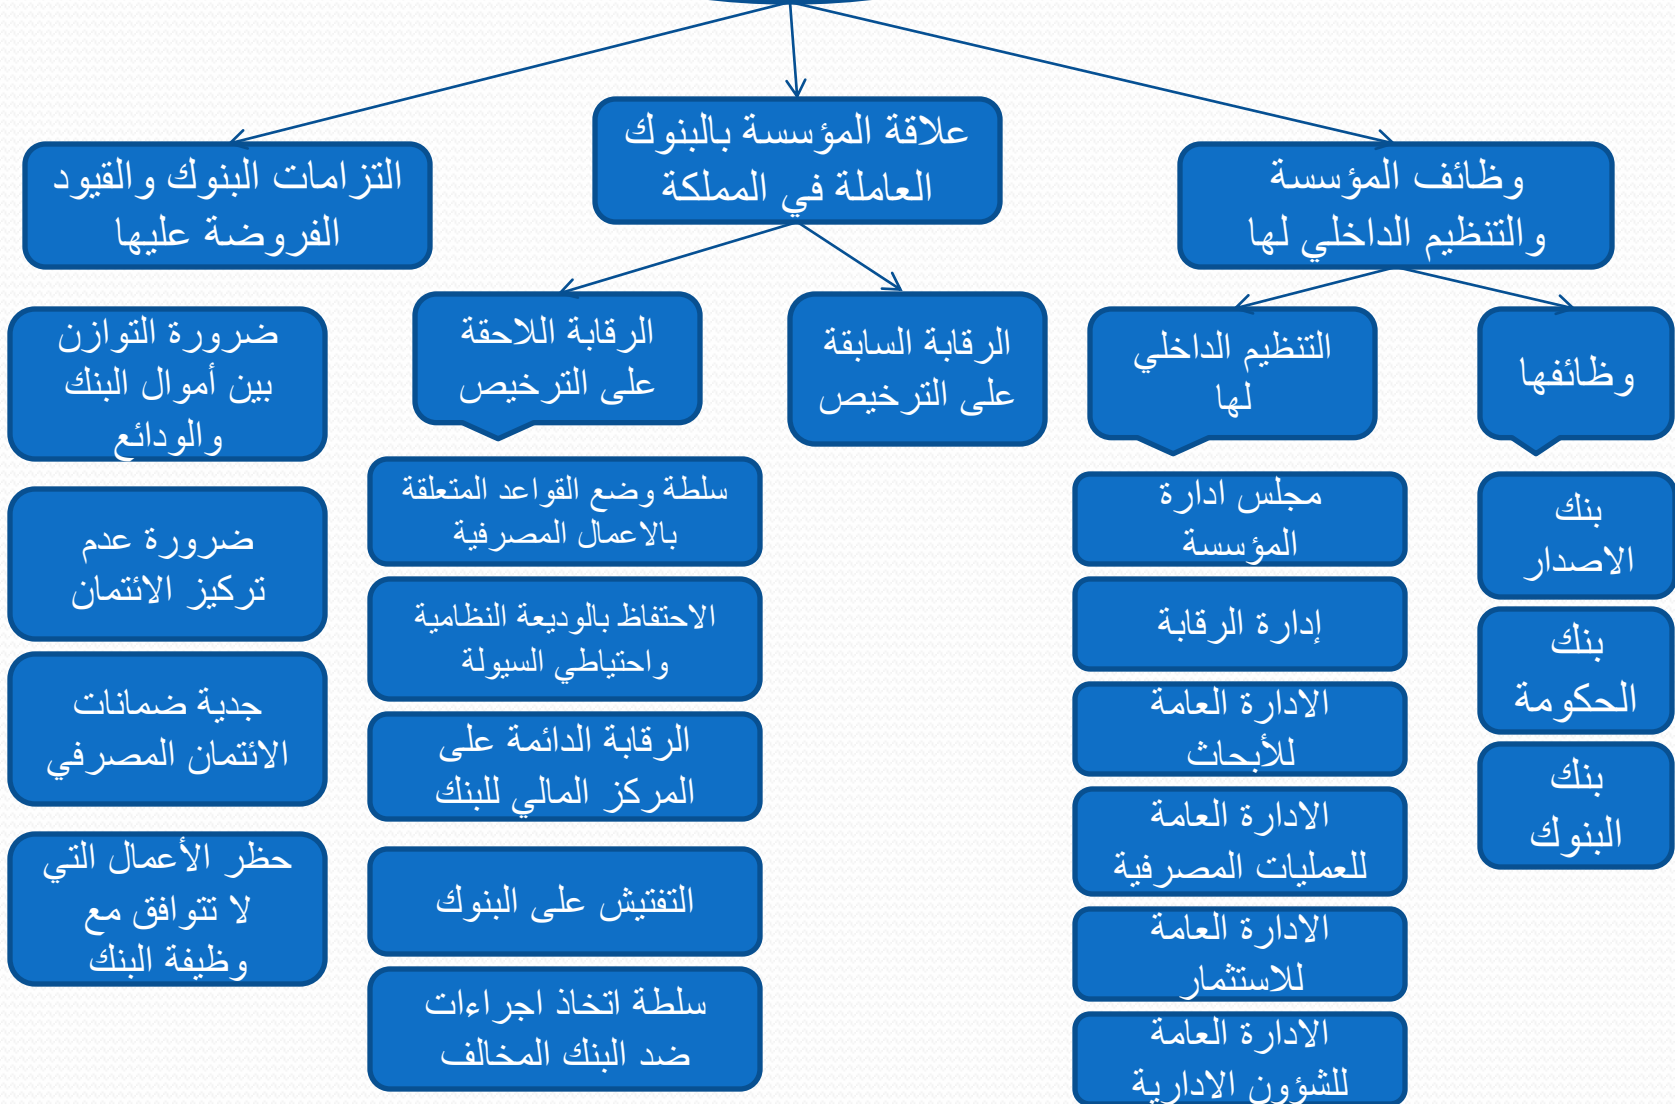 علاقة المؤسسة بالبنوك
العاملة في المملكة
وظائف المؤسسة
والتنظيم الداخلي لها
التزامات البنوك والقيود
الفروضة عليها
وظائفها
التنظيم الداخلي
لها
الرقابة السابقة
على الترخيص
الرقابة اللاحقة
على الترخيص
بنك
الاصدار
بنك
الحكومة
بنك
البنوك
مجلس ادارة
المؤسسة
إدارة الرقابة
الادارة العامة
للأبحاث
الادارة العامة
للعمليات المصرفية
الادارة العامة
للاستثمار
الادارة العامة
للشؤون الادارية
سلطة وضع القواعد المتعلقة
بالاعمال المصرفية
الاحتفاظ بالوديعة النظامية
واحتياطي السيولة
الرقابة الدائمة على
المركز المالي للبنك
التفتيش على البنوك
سلطة اتخاذ اجراءات
ضد البنك المخالف
ضرورة التوازن
بين أموال البنك
والودائع
ضرورة عدم
تركيز الائتمان
جدية ضمانات
الائتمان المصرفي
حظر الأعمال التي
لا تتوافق مع
وظيفة البنك